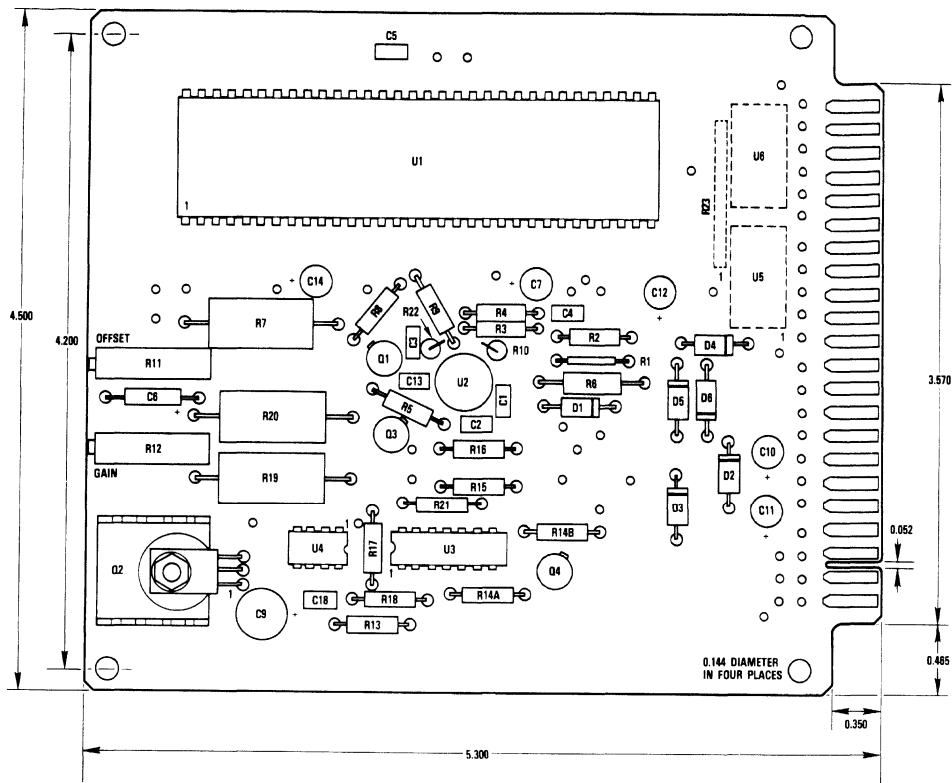 C5
U1
1
U6
R23
U5
1
1
4.500
4.200
3.570
C14
C7
C12
R7
R8
R22
R9
R4
C4
R3
C3
R10
R2
D4
OFFSET
R11
Q1
U2
R1
C13
R6
D5
D6
C6
R20
R5
C1
D1
C2
Q3
R12
GAIN
R19
R16
C10
D2
R15
R21
D3
C11
0.052
Q2
1
U4
1
R17
1
U3
R14B
Q4
C9
C18
R18
R14A
R13
0.144 DIAMETER
IN FOUR PLACES
0.465
0.350
5.300